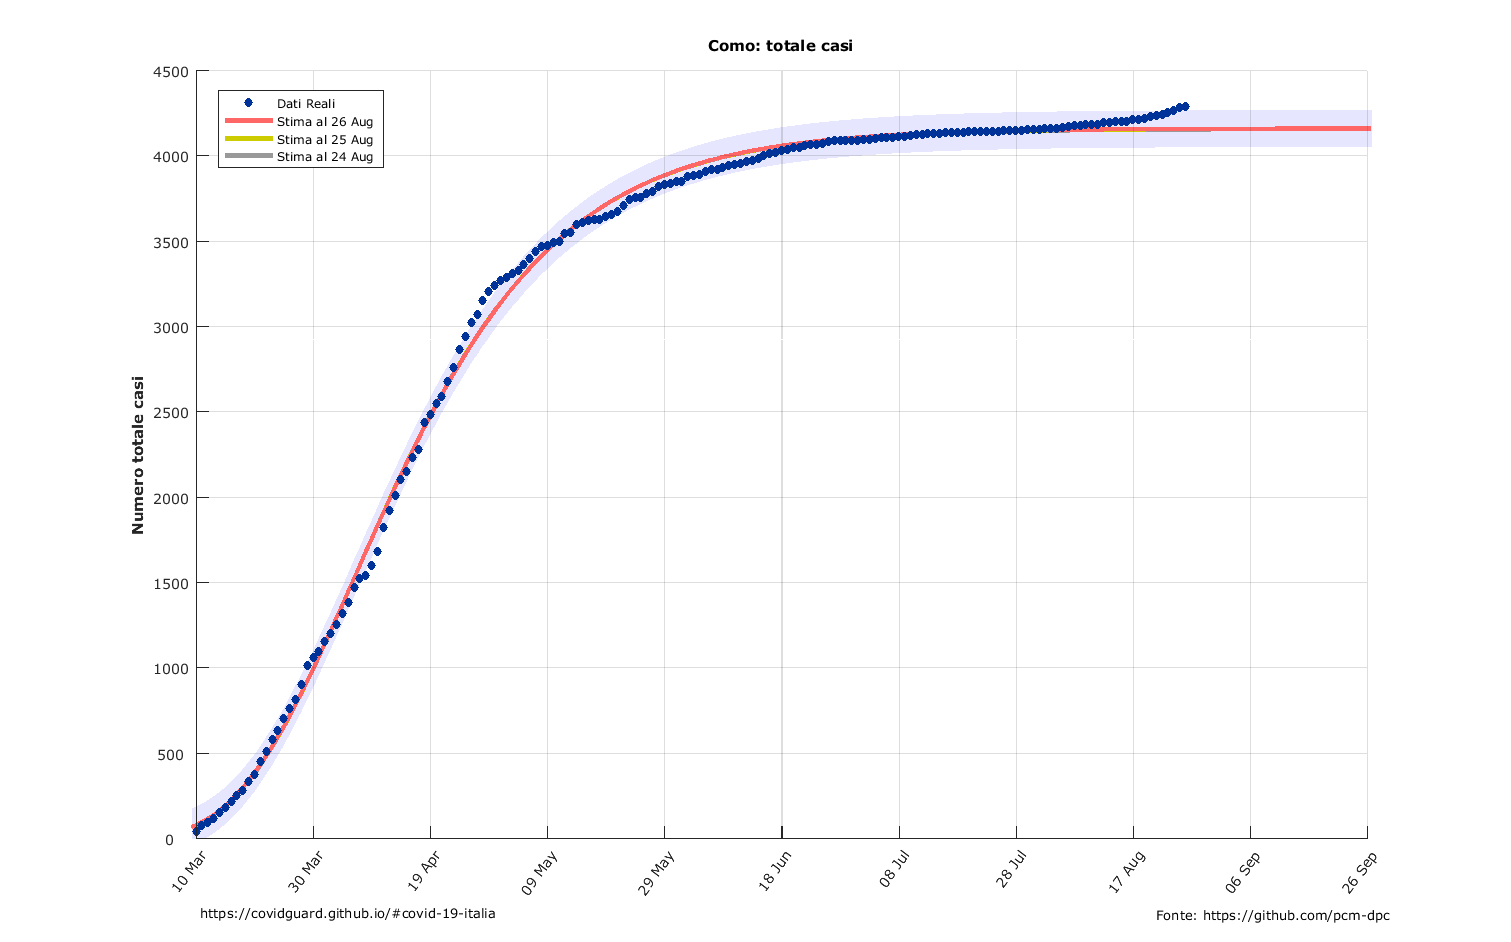 Como: totale casi
Dati Reali
Stima al 26 Aug
Stima al 25 Aug
Stima al 24 Aug
Numero totale casi
4500
4000
3500
3000
2500
2000
1500
1000
500
0
10 Mar
30 Mar
19 Apr
09 May
29 May
18 Jun
08 Jul
28 Jul
17 Aug
06 Sep
26 Sep
https://covidguard.github.io/#covid-19-italia
Fonte: https://github.com/pcm-dpc